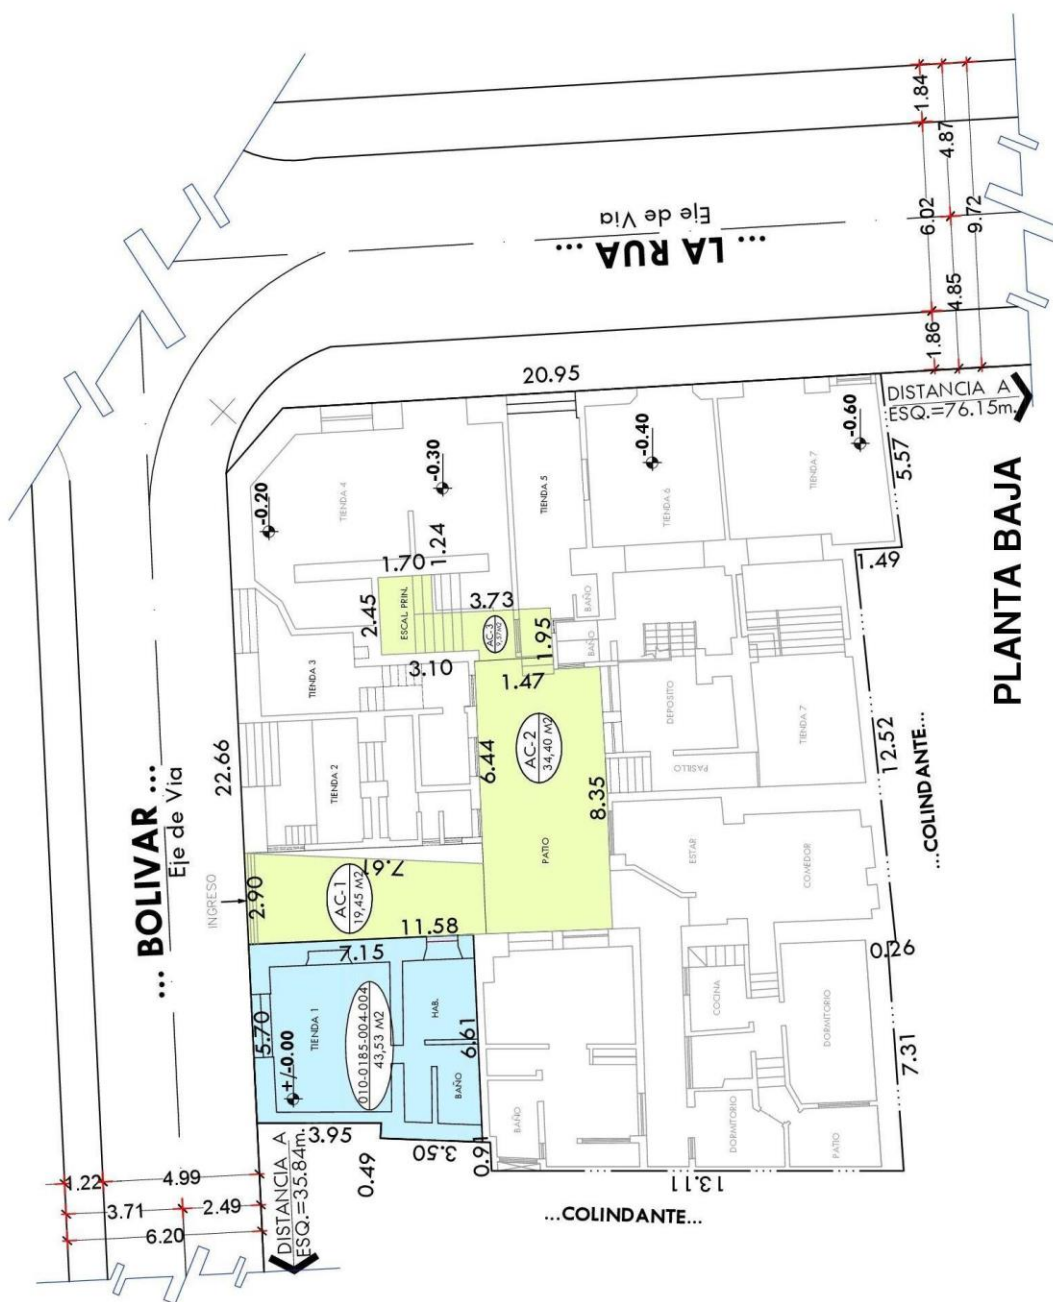 ... BOLIVAR ...
Eje de Via
... LA RUA ...
Eje de Via
1.84
4.87
6.02
9.72
4.85
1.86
DISTANCIA A
ESQ.=76.15m.
20.95
5.57
1.49
12.52
...COLINDANTE...
0.26
7.31
13.11
...COLINDANTE...
PLANTA BAJA
22.66
INGRESO
2.90
AC-1
19,45 M2
7.61
11.58
7.15
5.70
TIENDA 1
+/-0.00
010-0185-004-004
43,53 M2
HAB.
BAÑO
6.61
3.95
0.49
3.50
0.91
DISTANCIA A
ESQ.=35.84m.
1.22
4.99
3.71
2.49
6.20
TIENDA 2
TIENDA 3
TIENDA 4
-0.20
-0.30
1.24
1.70
2.45
ESCAL. PRIN.
3.73
AC-3
9,57M2
3.10
1.95
1.47
6.44
AC-2
34,40 M2
8.35
PATIO
TIENDA 5
BAÑO
BAÑO
-0.40
TIENDA 6
-0.60
TIENDA 7
DEPOSITO
PASILLO
TIENDA 7
ESTAR
COMEDOR
COCINA
DORMITORIO
DORMITORIO
PATIO
BAÑO